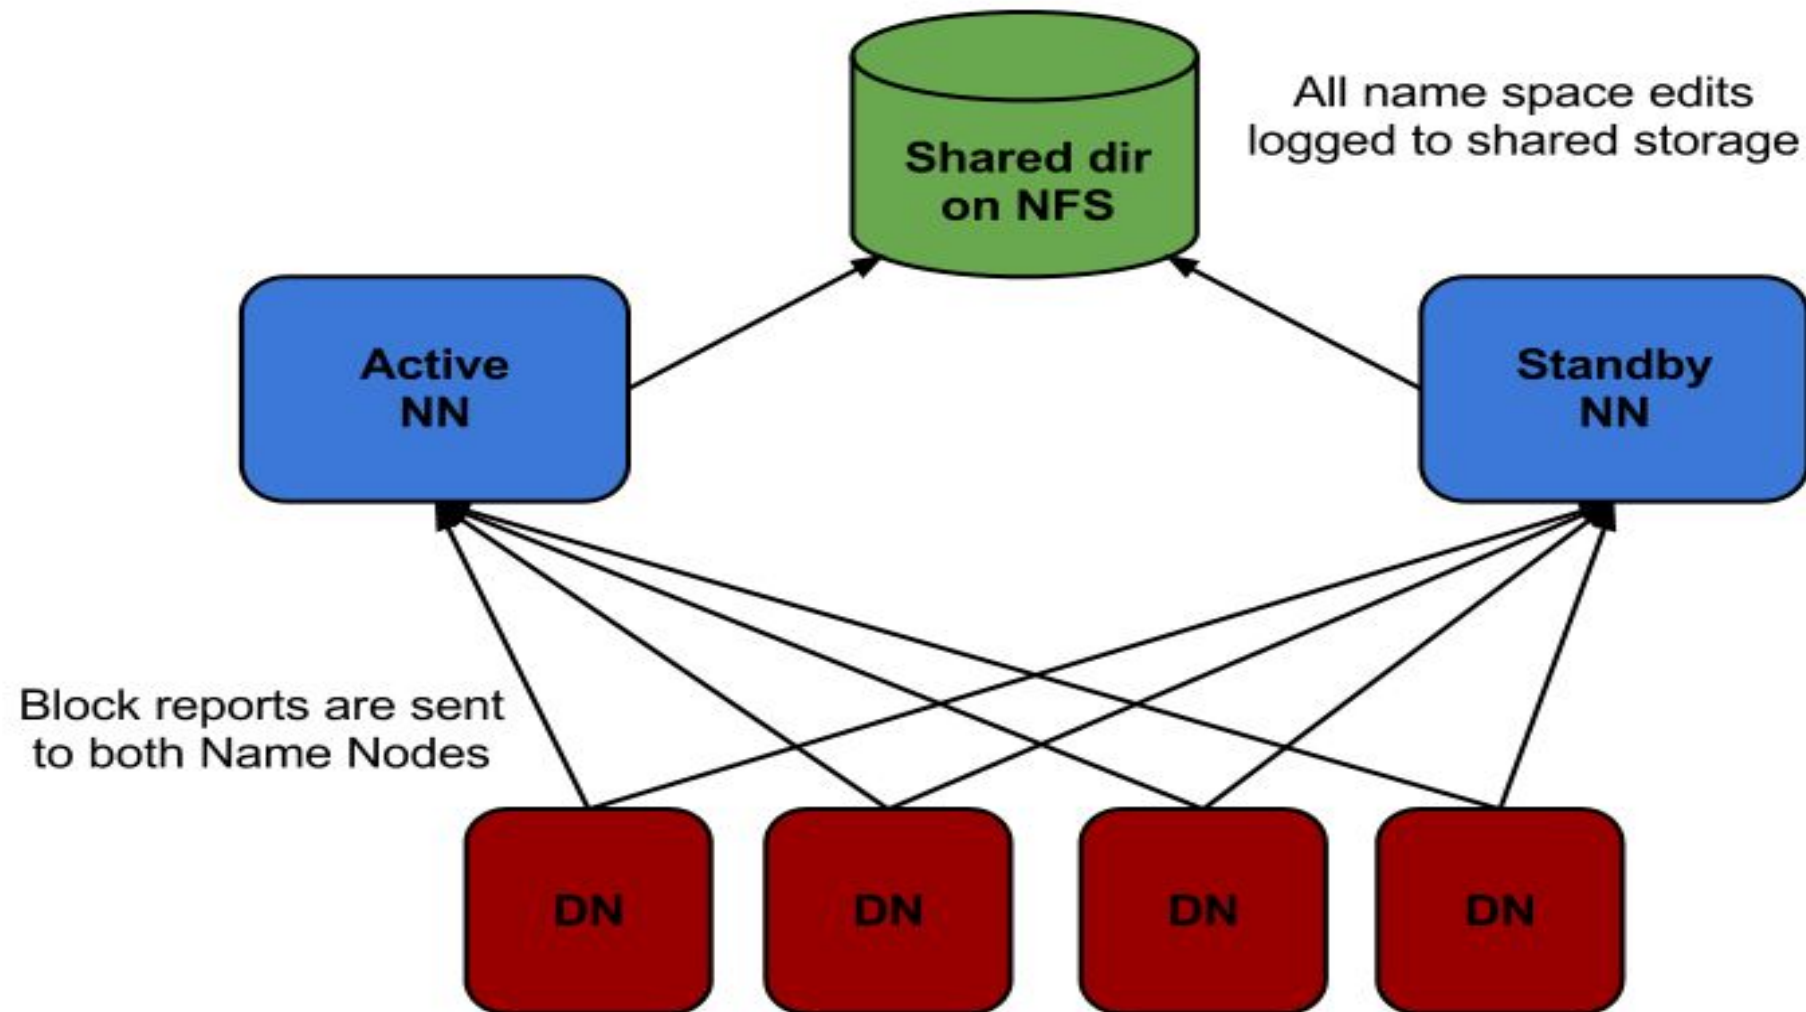 All name space edits
logged to shared storage
Shared dir
on NFS
Active
NN
Standby
NN
Block reports are sent
to both Name Nodes
DN
DN
DN
DN